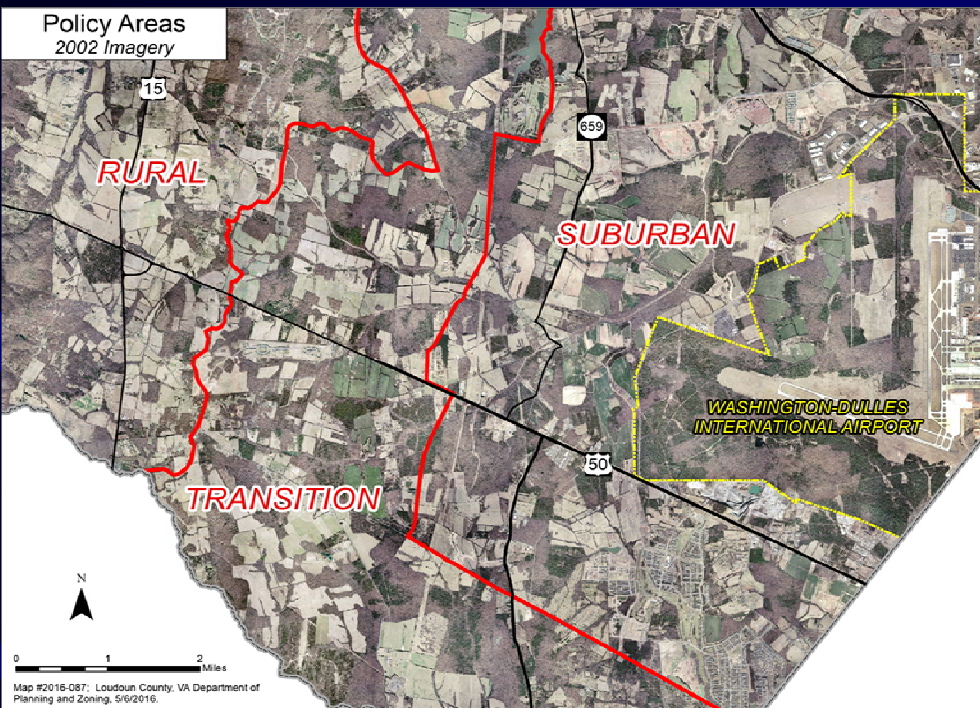 Policy Areas
2002 Imagery
15
659
RURAL
SUBURBAN
WASHINGTON-DULLES
INTERNATIONAL AIRPORT
50
TRANSITION
N
0 1 2
Miles
Map #2016-087; Loudoun County, VA Department of
Planning and Zoning, 5/6/2016.